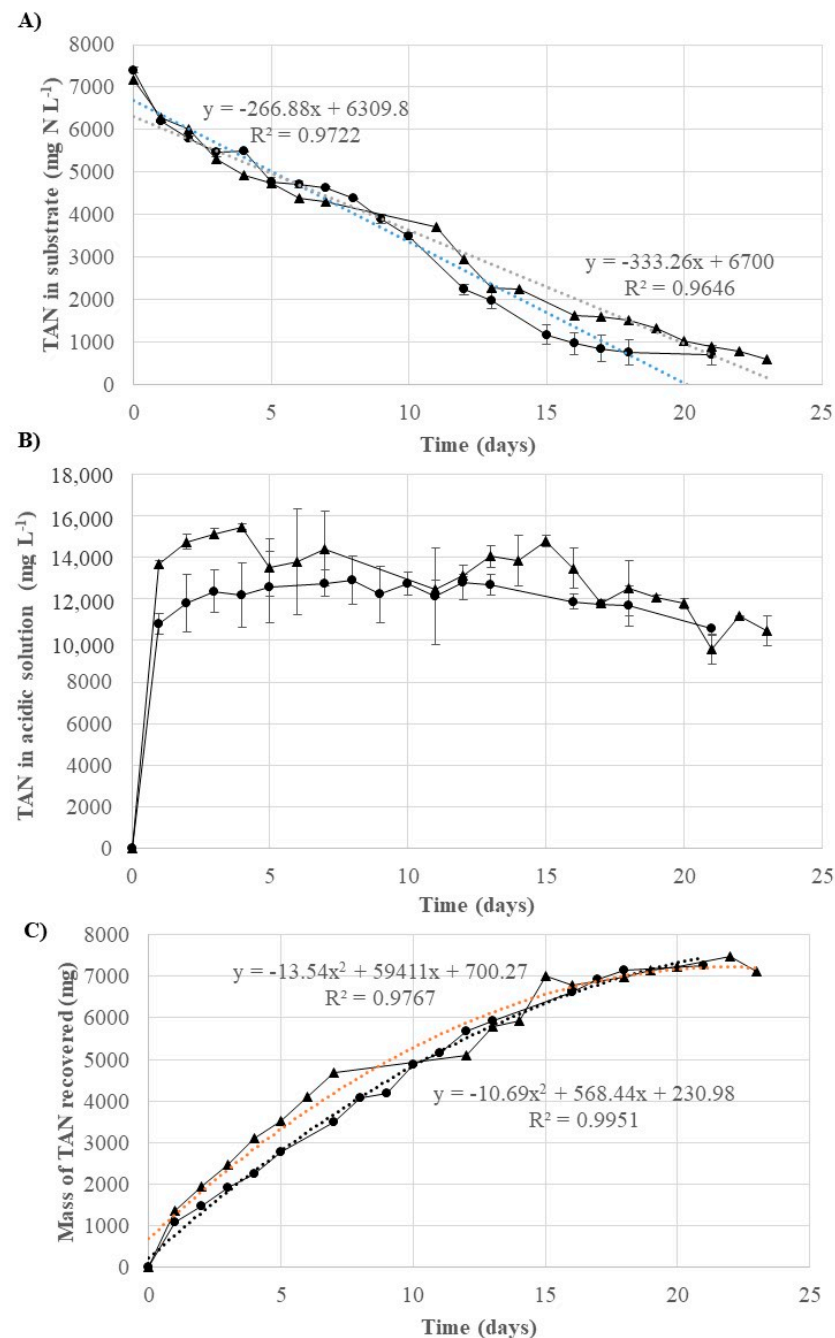 A)
8000
7000
6000
5000
4000
3000
2000
1000
0
TAN in substrate (mg N L-1)
y = -266.88x + 6309.8
R² = 0.9722
y = -333.26x + 6700
R² = 0.9646
0 5 10 15 20 25
Time (days)
B)
18,000
16,000
14,000
12,000
10,000
8000
6000
4000
2000
0
TAN in acidic solution (mg L-1)
0 5 10 15 20 25
Time (days)
C)
8000
7000
6000
5000
4000
3000
2000
1000
0
Mass of TAN recovered (mg)
y = -13.54x² + 59411x + 700.27
R² = 0.9767
y = -10.69x² + 568.44x + 230.98
R² = 0.9951
0 5 10 15 20 25
Time (days)